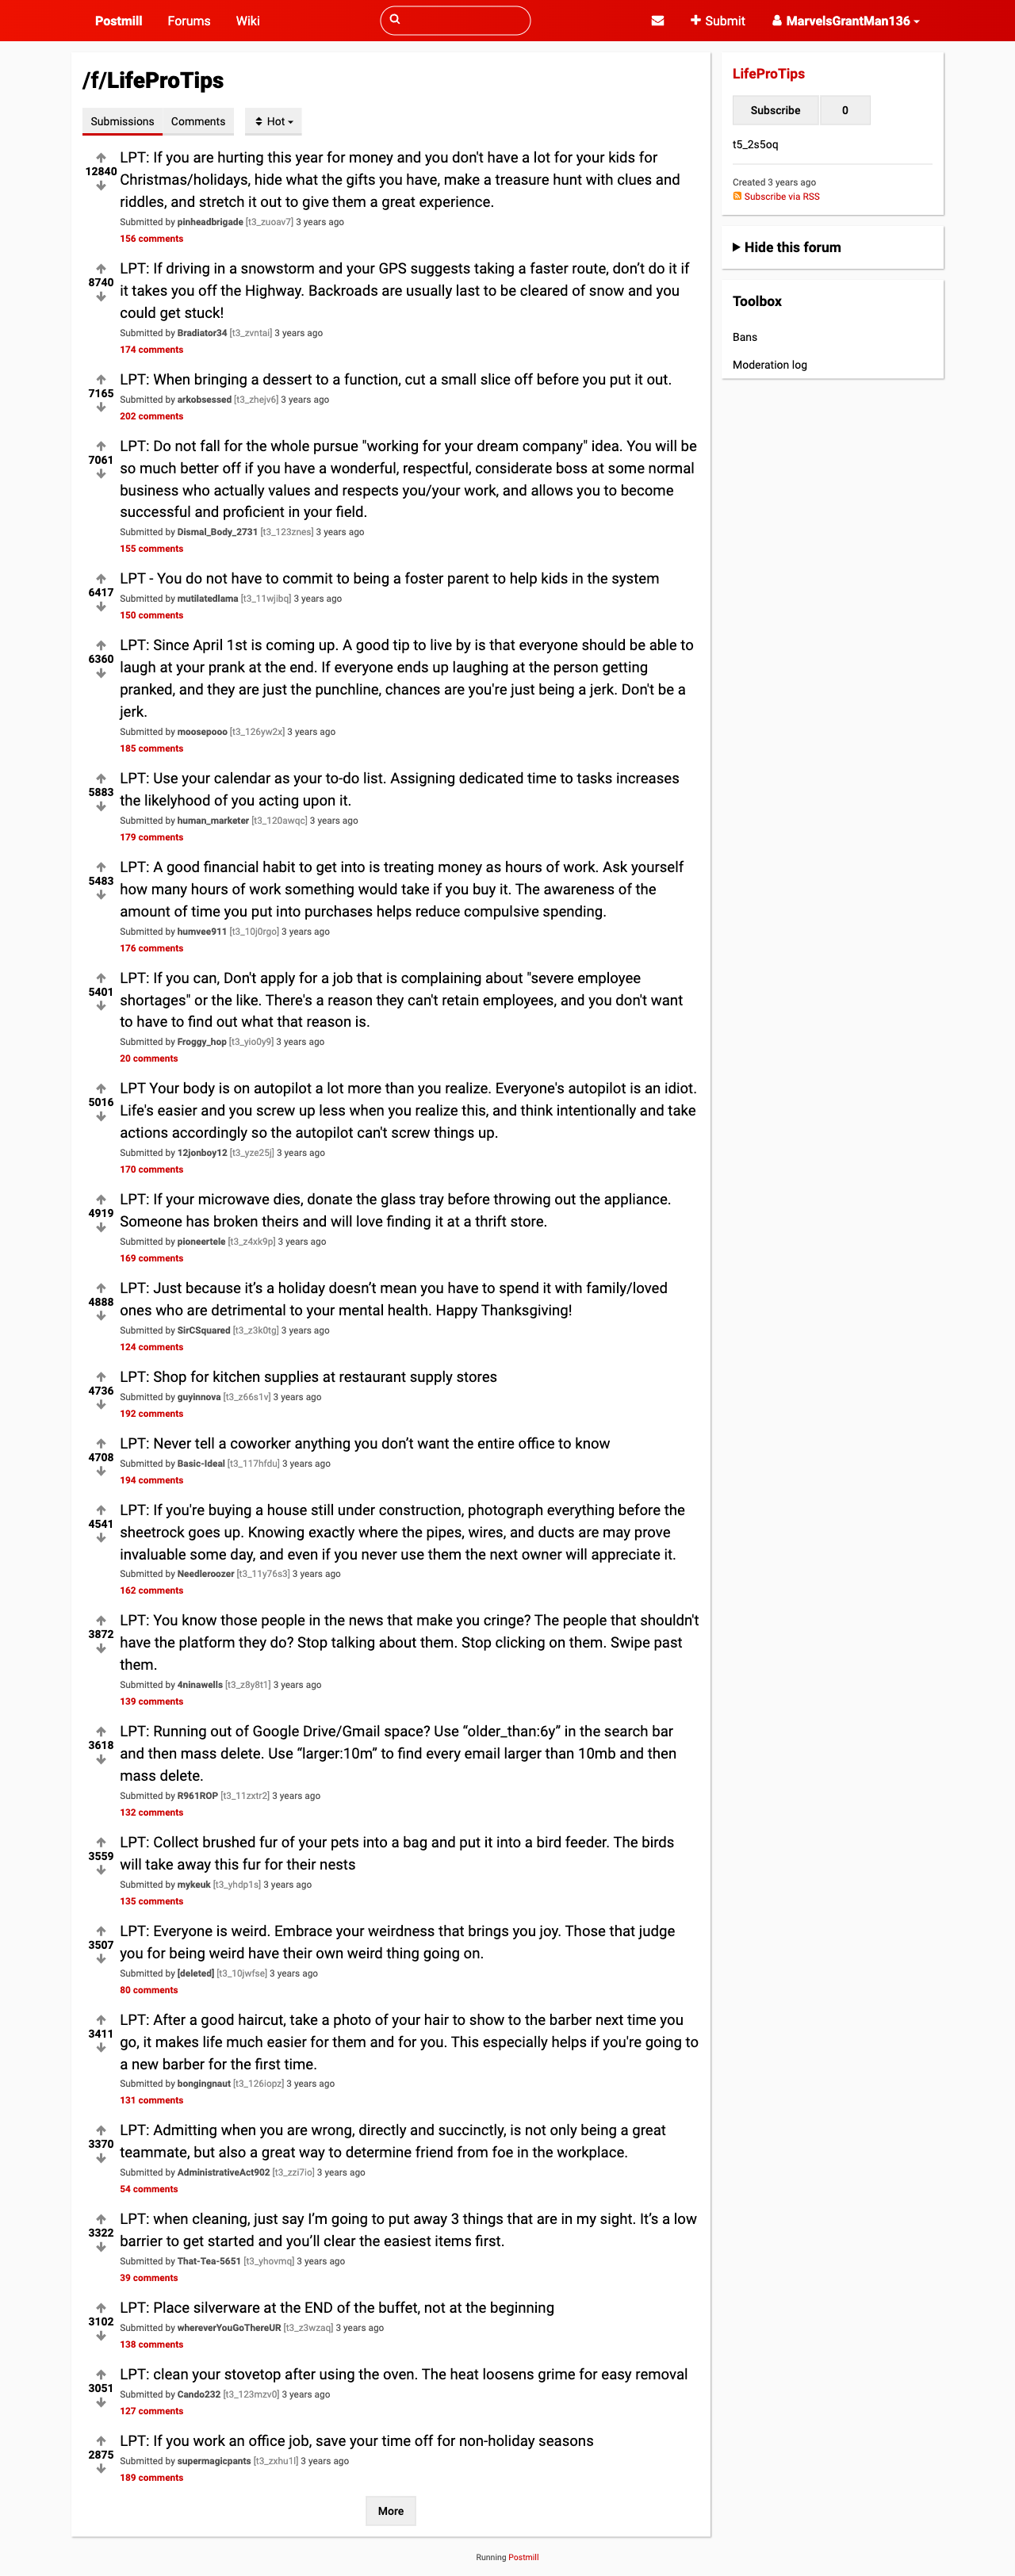 Postmill Forums Wiki Submit MarvelsGrantMan136
/f/LifeProTips
Submissions Comments Hot
LPT: If you are hurting this year for money and you don't have a lot for your kids for
12840
Christmas/holidays, hide what the gifts you have, make a treasure hunt with clues and
riddles, and stretch it out to give them a great experience.
Submitted by pinheadbrigade [t3_zuoav7] 3 years ago
156 comments
LPT: If driving in a snowstorm and your GPS suggests taking a faster route, don’t do it if
8740
it takes you off the Highway. Backroads are usually last to be cleared of snow and you
could get stuck!
Submitted by Bradiator34 [t3_zvntai] 3 years ago
174 comments
LPT: When bringing a dessert to a function, cut a small slice off before you put it out.
7165
Submitted by arkobsessed [t3_zhejv6] 3 years ago
202 comments
LPT: Do not fall for the whole pursue "working for your dream company" idea. You will be
7061
so much better off if you have a wonderful, respectful, considerate boss at some normal
business who actually values and respects you/your work, and allows you to become
successful and proficient in your field.
Submitted by Dismal_Body_2731 [t3_123znes] 3 years ago
155 comments
LPT - You do not have to commit to being a foster parent to help kids in the system
6417
Submitted by mutilatedlama [t3_11wjibq] 3 years ago
150 comments
LPT: Since April 1st is coming up. A good tip to live by is that everyone should be able to
6360
laugh at your prank at the end. If everyone ends up laughing at the person getting
pranked, and they are just the punchline, chances are you're just being a jerk. Don't be a
jerk.
Submitted by moosepooo [t3_126yw2x] 3 years ago
185 comments
LPT: Use your calendar as your to-do list. Assigning dedicated time to tasks increases
5883
the likelyhood of you acting upon it.
Submitted by human_marketer [t3_120awqc] 3 years ago
179 comments
LPT: A good financial habit to get into is treating money as hours of work. Ask yourself
5483
how many hours of work something would take if you buy it. The awareness of the
amount of time you put into purchases helps reduce compulsive spending.
Submitted by humvee911 [t3_10j0rgo] 3 years ago
176 comments
LPT: If you can, Don't apply for a job that is complaining about "severe employee
5401
shortages" or the like. There's a reason they can't retain employees, and you don't want
to have to find out what that reason is.
Submitted by Froggy_hop [t3_yio0y9] 3 years ago
20 comments
LPT Your body is on autopilot a lot more than you realize. Everyone's autopilot is an idiot.
5016
Life's easier and you screw up less when you realize this, and think intentionally and take
actions accordingly so the autopilot can't screw things up.
Submitted by 12jonboy12 [t3_yze25j] 3 years ago
170 comments
LPT: If your microwave dies, donate the glass tray before throwing out the appliance.
4919
Someone has broken theirs and will love finding it at a thrift store.
Submitted by pioneertele [t3_z4xk9p] 3 years ago
169 comments
LPT: Just because it’s a holiday doesn’t mean you have to spend it with family/loved
4888
ones who are detrimental to your mental health. Happy Thanksgiving!
Submitted by SirCSquared [t3_z3k0tg] 3 years ago
124 comments
LPT: Shop for kitchen supplies at restaurant supply stores
4736
Submitted by guyinnova [t3_z66s1v] 3 years ago
192 comments
LPT: Never tell a coworker anything you don’t want the entire office to know
4708
Submitted by Basic-Ideal [t3_117hfdu] 3 years ago
194 comments
LPT: If you're buying a house still under construction, photograph everything before the
4541
sheetrock goes up. Knowing exactly where the pipes, wires, and ducts are may prove
invaluable some day, and even if you never use them the next owner will appreciate it.
Submitted by Needleroozer [t3_11y76s3] 3 years ago
162 comments
LPT: You know those people in the news that make you cringe? The people that shouldn't
3872
have the platform they do? Stop talking about them. Stop clicking on them. Swipe past
them.
Submitted by 4ninawells [t3_z8y8t1] 3 years ago
139 comments
LPT: Running out of Google Drive/Gmail space? Use “older_than:6y” in the search bar
3618
and then mass delete. Use “larger:10m” to find every email larger than 10mb and then
mass delete.
Submitted by R961ROP [t3_11zxtr2] 3 years ago
132 comments
LPT: Collect brushed fur of your pets into a bag and put it into a bird feeder. The birds
3559
will take away this fur for their nests
Submitted by mykeuk [t3_yhdp1s] 3 years ago
135 comments
LPT: Everyone is weird. Embrace your weirdness that brings you joy. Those that judge
3507
you for being weird have their own weird thing going on.
Submitted by [deleted] [t3_10jwfse] 3 years ago
80 comments
LPT: After a good haircut, take a photo of your hair to show to the barber next time you
3411
go, it makes life much easier for them and for you. This especially helps if you're going to
a new barber for the first time.
Submitted by bongingnaut [t3_126iopz] 3 years ago
131 comments
LPT: Admitting when you are wrong, directly and succinctly, is not only being a great
3370
teammate, but also a great way to determine friend from foe in the workplace.
Submitted by AdministrativeAct902 [t3_zzi7io] 3 years ago
54 comments
LPT: when cleaning, just say I’m going to put away 3 things that are in my sight. It’s a low
3322
barrier to get started and you’ll clear the easiest items first.
Submitted by That-Tea-5651 [t3_yhovmq] 3 years ago
39 comments
LPT: Place silverware at the END of the buffet, not at the beginning
3102
Submitted by whereverYouGoThereUR [t3_z3wzaq] 3 years ago
138 comments
LPT: clean your stovetop after using the oven. The heat loosens grime for easy removal
3051
Submitted by Cando232 [t3_123mzv0] 3 years ago
127 comments
LPT: If you work an office job, save your time off for non-holiday seasons
2875
Submitted by supermagicpants [t3_zxhu1l] 3 years ago
189 comments
More
LifeProTips
Subscribe 0
t5_2s5oq
Created 3 years ago
Subscribe via RSS
Hide this forum
Toolbox
Bans
Moderation log
Running Postmill